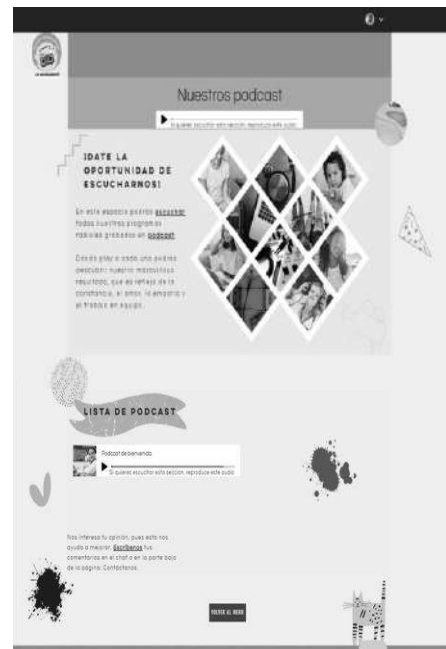 Nuestros podcast
Si quieres escuchar esta sección, reproduce este audio
¡DATE LA
OPORTUNIDAD DE
ESCUCHARNOS!
En este espacio podrás escuchar
todos nuestros programas
radiales grabados en podcast.
Desde play a cada uno podrás
descubrir nuestro maravilloso
resultado, que es reflejo de la
constancia, el amor, la empatía y
el trabajo en equipo.
LISTA DE PODCAST
Podcast de bienvenida
Si quieres escuchar esta sección, reproduce este audio
Nos interesa tu opinión, pues esto nos
ayuda a mejorar. Escríbenos tus
comentarios en el chat o en la parte baja
de la página: Contáctanos.
VOLVER AL MENÚ